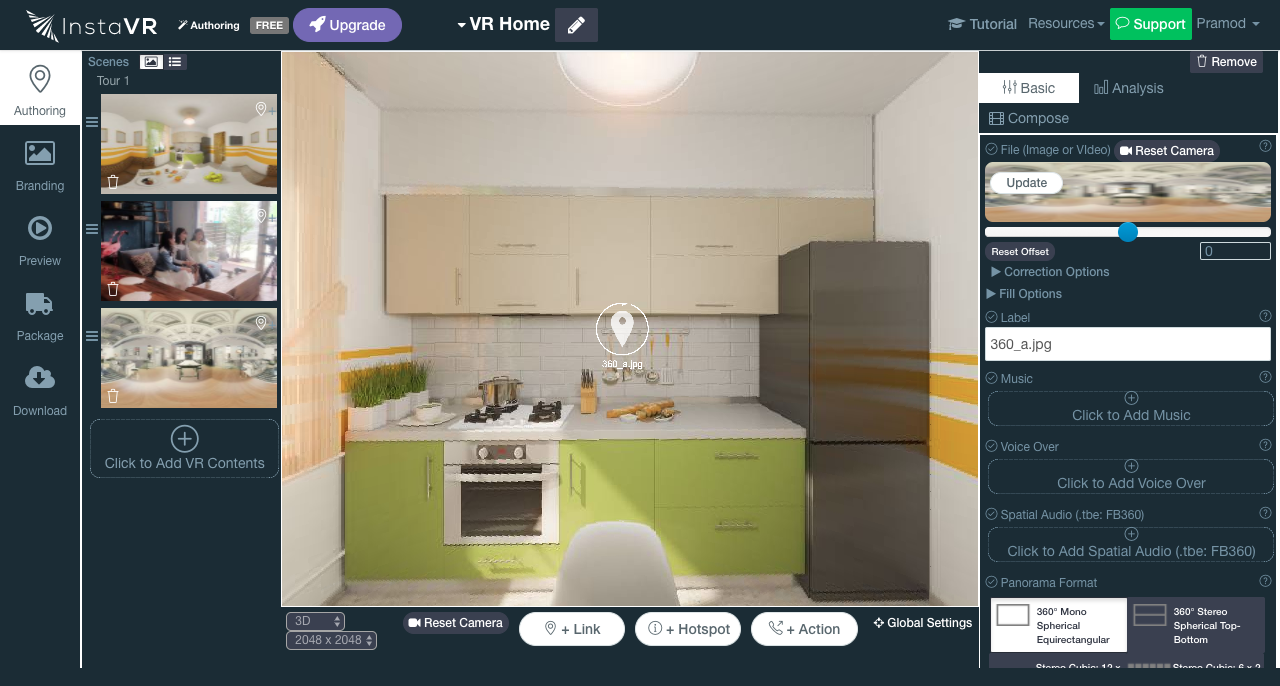 InstaVR
Authoring
FREE
Upgrade
VR Home
Tutorial
Resources
Support
Pramod
Authoring
Branding
Preview
Package
Download
Scenes
Tour 1
Click to Add VR Contents
360_a.jpg
3D
2048 x 2048
Reset Camera
+ Link
+ Hotspot
+ Action
Global Settings
Remove
Basic
Analysis
Compose
File (Image or VIdeo)
Reset Camera
Update
Reset Offset
0
Correction Options
Fill Options
Label
360_a.jpg
Music
Click to Add Music
Voice Over
Click to Add Voice Over
Spatial Audio (.tbe: FB360)
Click to Add Spatial Audio (.tbe: FB360)
Panorama Format
360° Mono
Spherical
Equirectangular
360° Stereo
Spherical Top-
Bottom
Stereo Cubic: 12 x
Stereo Cubic: 6 x 2